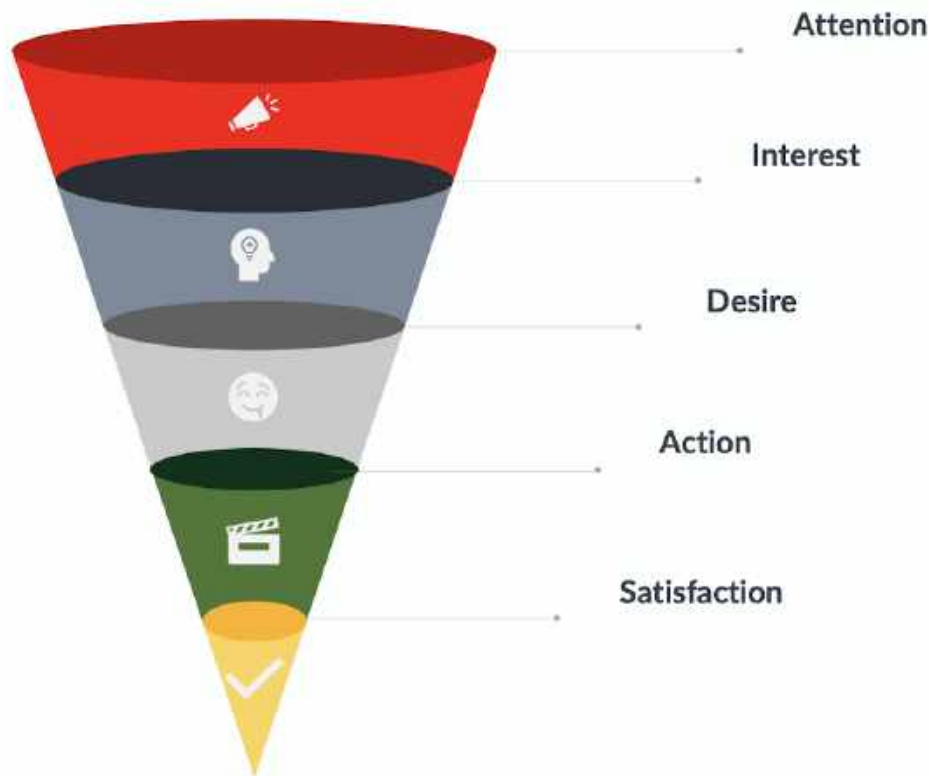 Attention
Interest
Desire
Action
Satisfaction